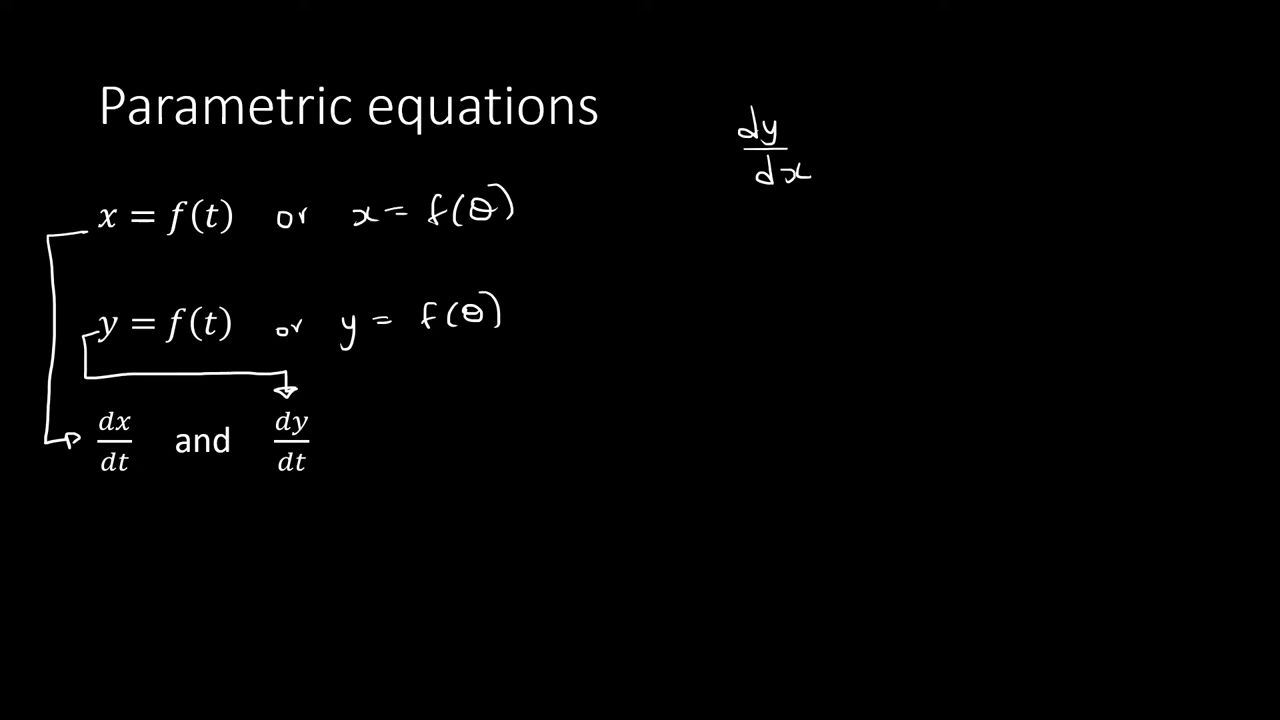 Parametric equations
dy/dx
x = f(t) or x = f(θ)
y = f(t) or y = f(θ)
dx/dt and dy/dt